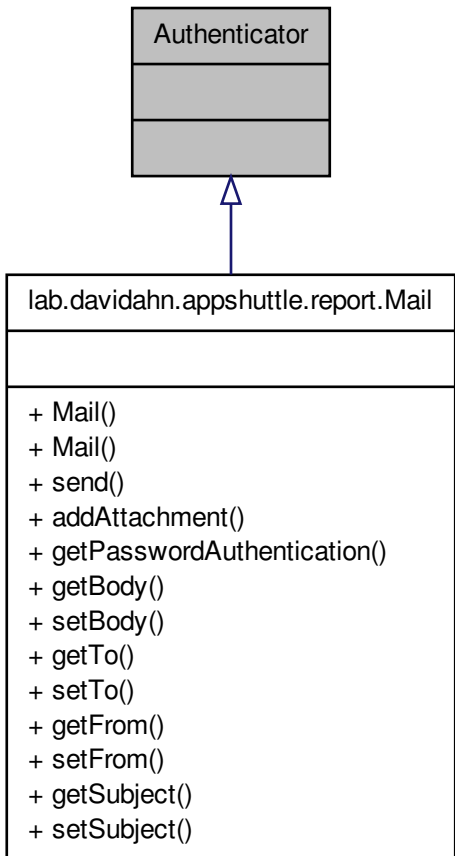 Authenticator
lab.davidahn.appshuttle.report.Mail
+ Mail()
+ Mail()
+ send()
+ addAttachment()
+ getPasswordAuthentication()
+ getBody()
+ setBody()
+ getTo()
+ setTo()
+ getFrom()
+ setFrom()
+ getSubject()
+ setSubject()